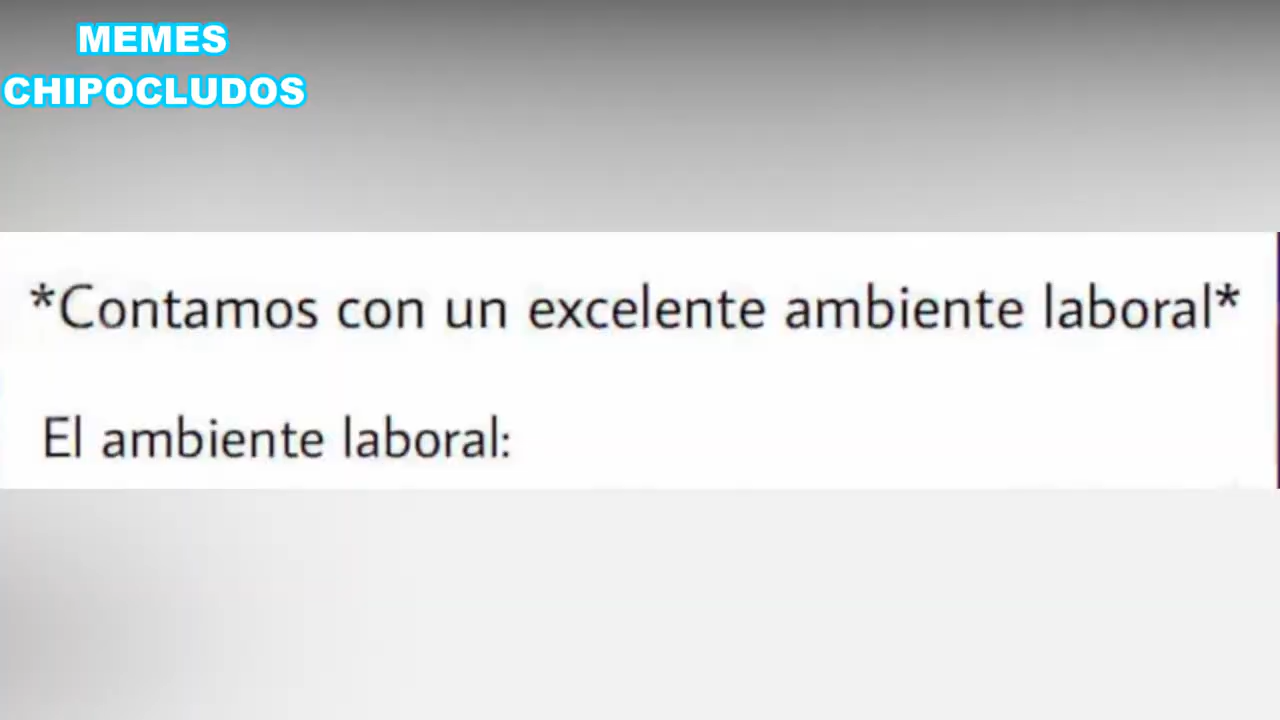 MEMES
CHIPOCLUDOS
*Contamos con un excelente ambiente laboral*
El ambiente laboral: